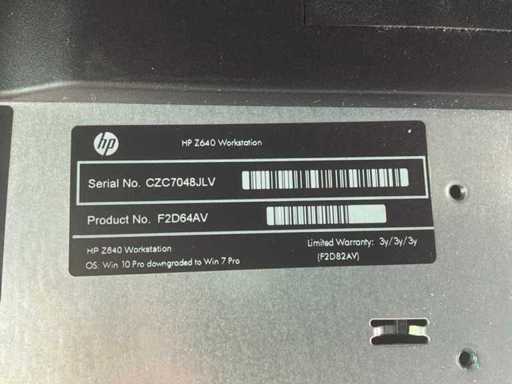 hp
HP Z640 Workstation
Serial No. CZC7048JLV
Product No. F2D64AV
HP Z640 Workstation
OS: Win 10 Pro downgraded to Win 7 Pro
Limited Warranty: 3y/3y/3y
(F2D82AV)